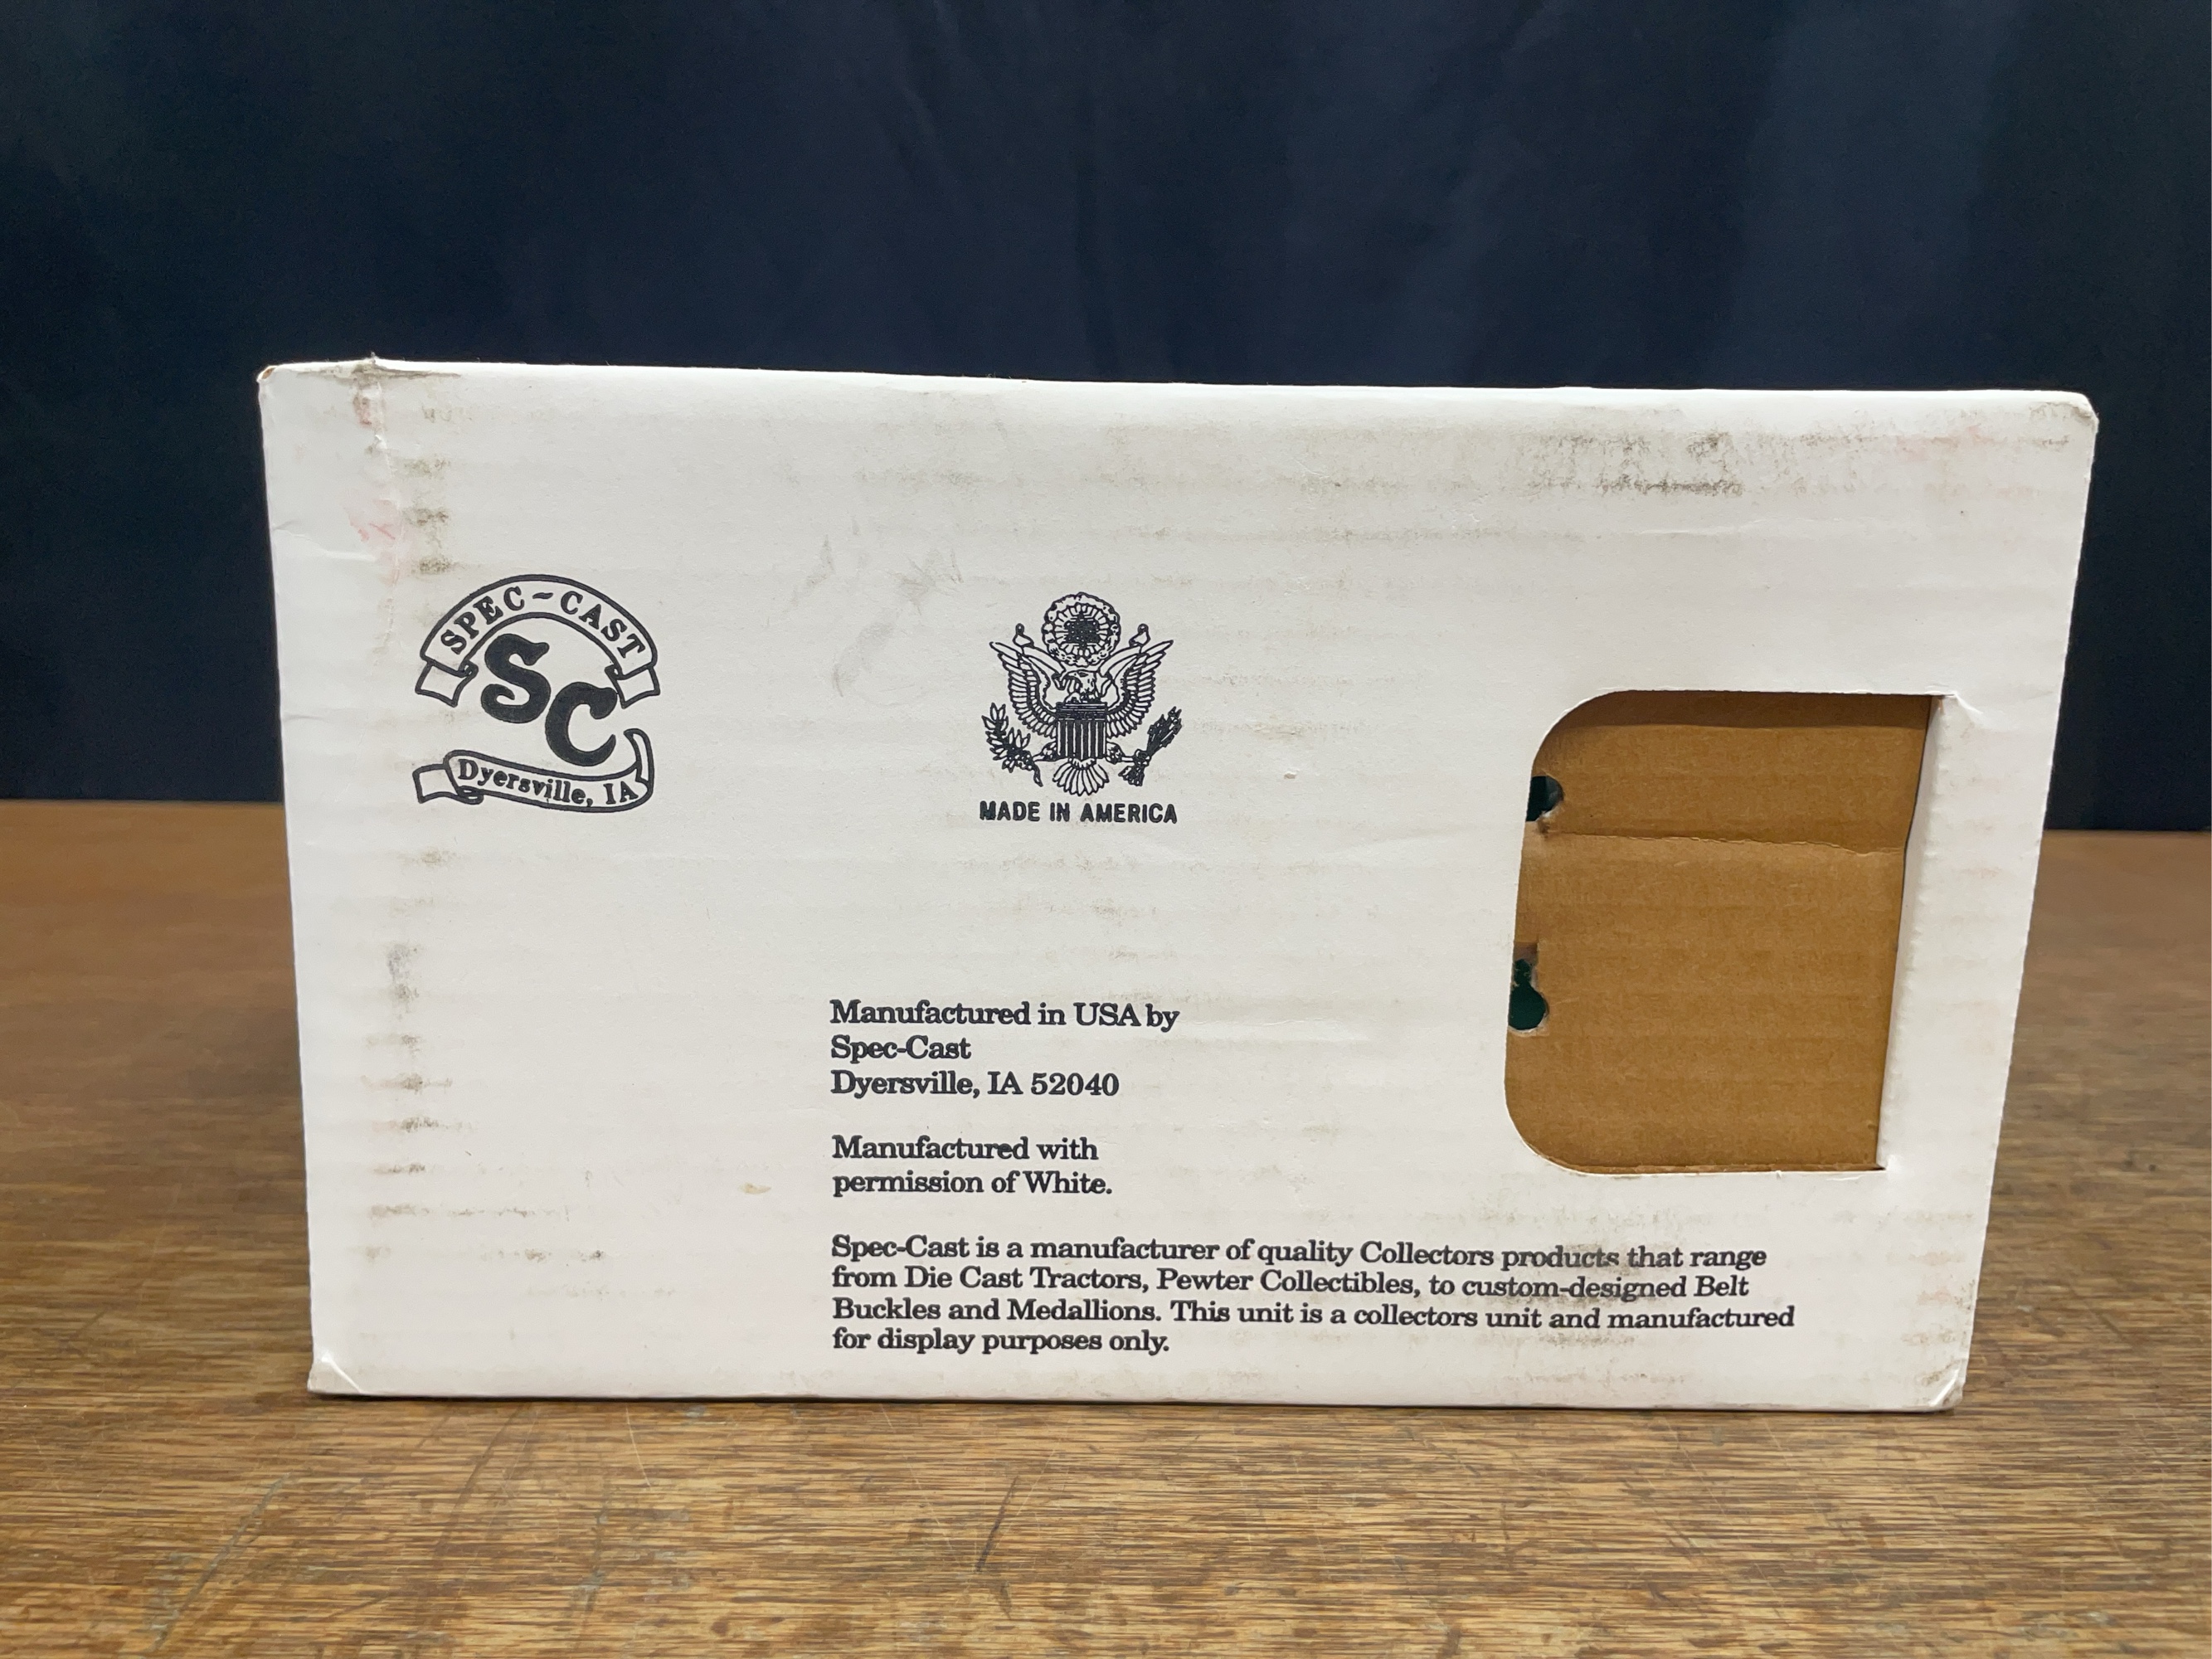 SPEC-CAST
SC
Dyersville, IA
MADE IN AMERICA
Manufactured in USA by
Spec-Cast
Dyersville, IA 52040
Manufactured with
permission of White.
Spec-Cast is a manufacturer of quality Collectors products that range
from Die Cast Tractors, Pewter Collectibles, to custom-designed Belt
Buckles and Medallions. This unit is a collectors unit and manufactured
for display purposes only.